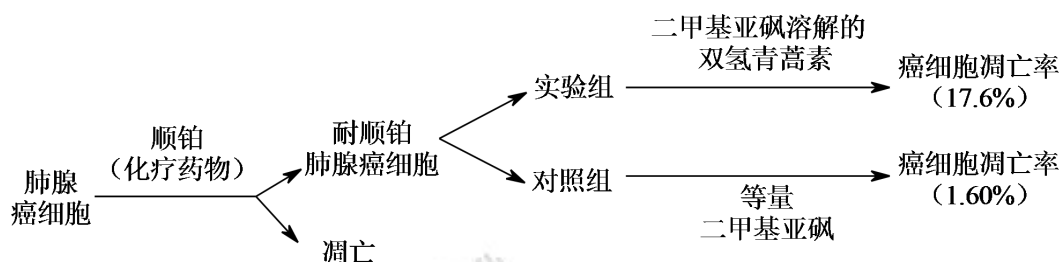 二甲基亚砜溶解的
双氢青蒿素
实验组
癌细胞凋亡率
（17.6%）
顺铂
（化疗药物）
耐顺铂
肺腺癌细胞
肺腺
癌细胞
对照组
等量
二甲基亚砜
癌细胞凋亡率
（1.60%）
凋亡